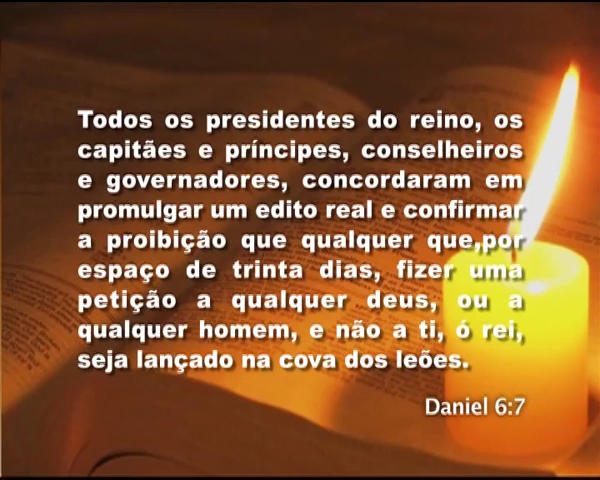 Todos os presidentes do reino, os
capitães e príncipes, conselheiros
e governadores, concordaram em
promulgar um edito real e confirmar
a proibição que qualquer que,por
espaço de trinta dias, fizer uma
petição a qualquer deus, ou a
qualquer homem, e não a ti, ó rei,
seja lançado na cova dos leões.
Daniel 6:7